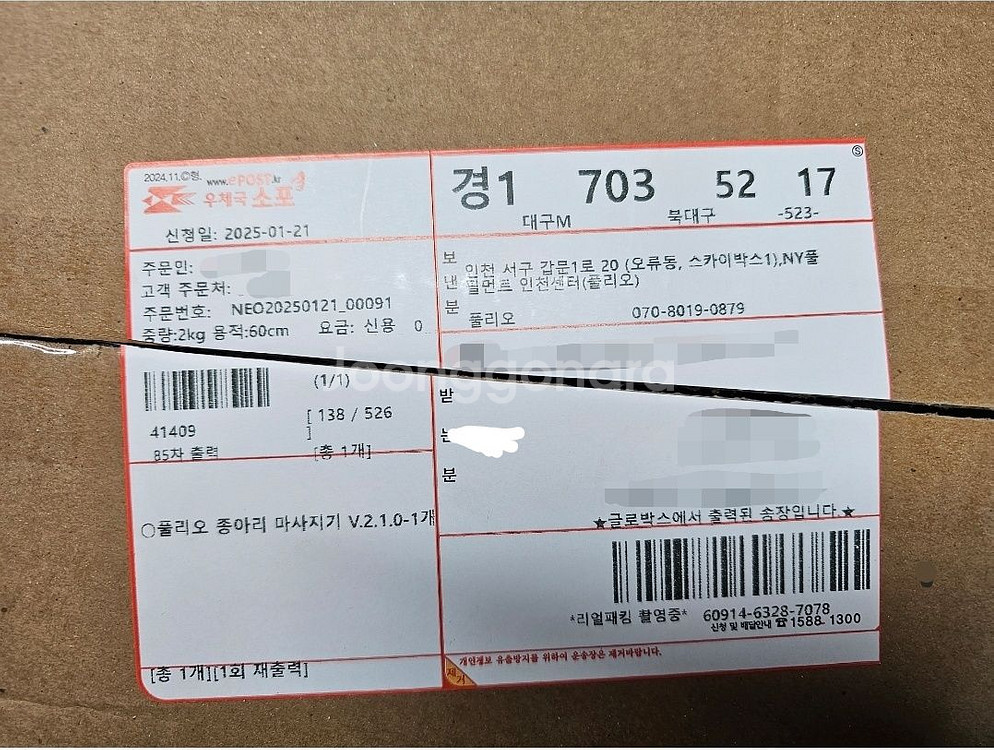 2024.11.ⓒ형.
www.ePOST.kr
우체국 소포
신청일: 2025-01-21
경1 703 52 17
대구M 북대구 -523-
ⓢ
주문인:
고객 주문처:
주문번호: NEO20250121_00091
중량:2kg 용적:60cm 요금: 신용 0
보낸분
인천 서구 갑문1로 20 (오류동, 스카이박스1),NY풀
필먼트 인천센터(풀리오)
풀리오 070-8019-0879
joonggonara
(1/1)
[ 138 / 526
]
41409
85차 출력 [총 1개]
받는분
○풀리오 종아리 마사지기 V.2.1.0-1개
★글로박스에서 출력된 송장입니다.★
*리얼패킹 촬영중* 60914-6328-7078
신청 및 배달안내 ☎1588-1300
[총 1개][1회 재출력]
제거
개인정보 유출방지를 위하여 운송장은 제거바랍니다.